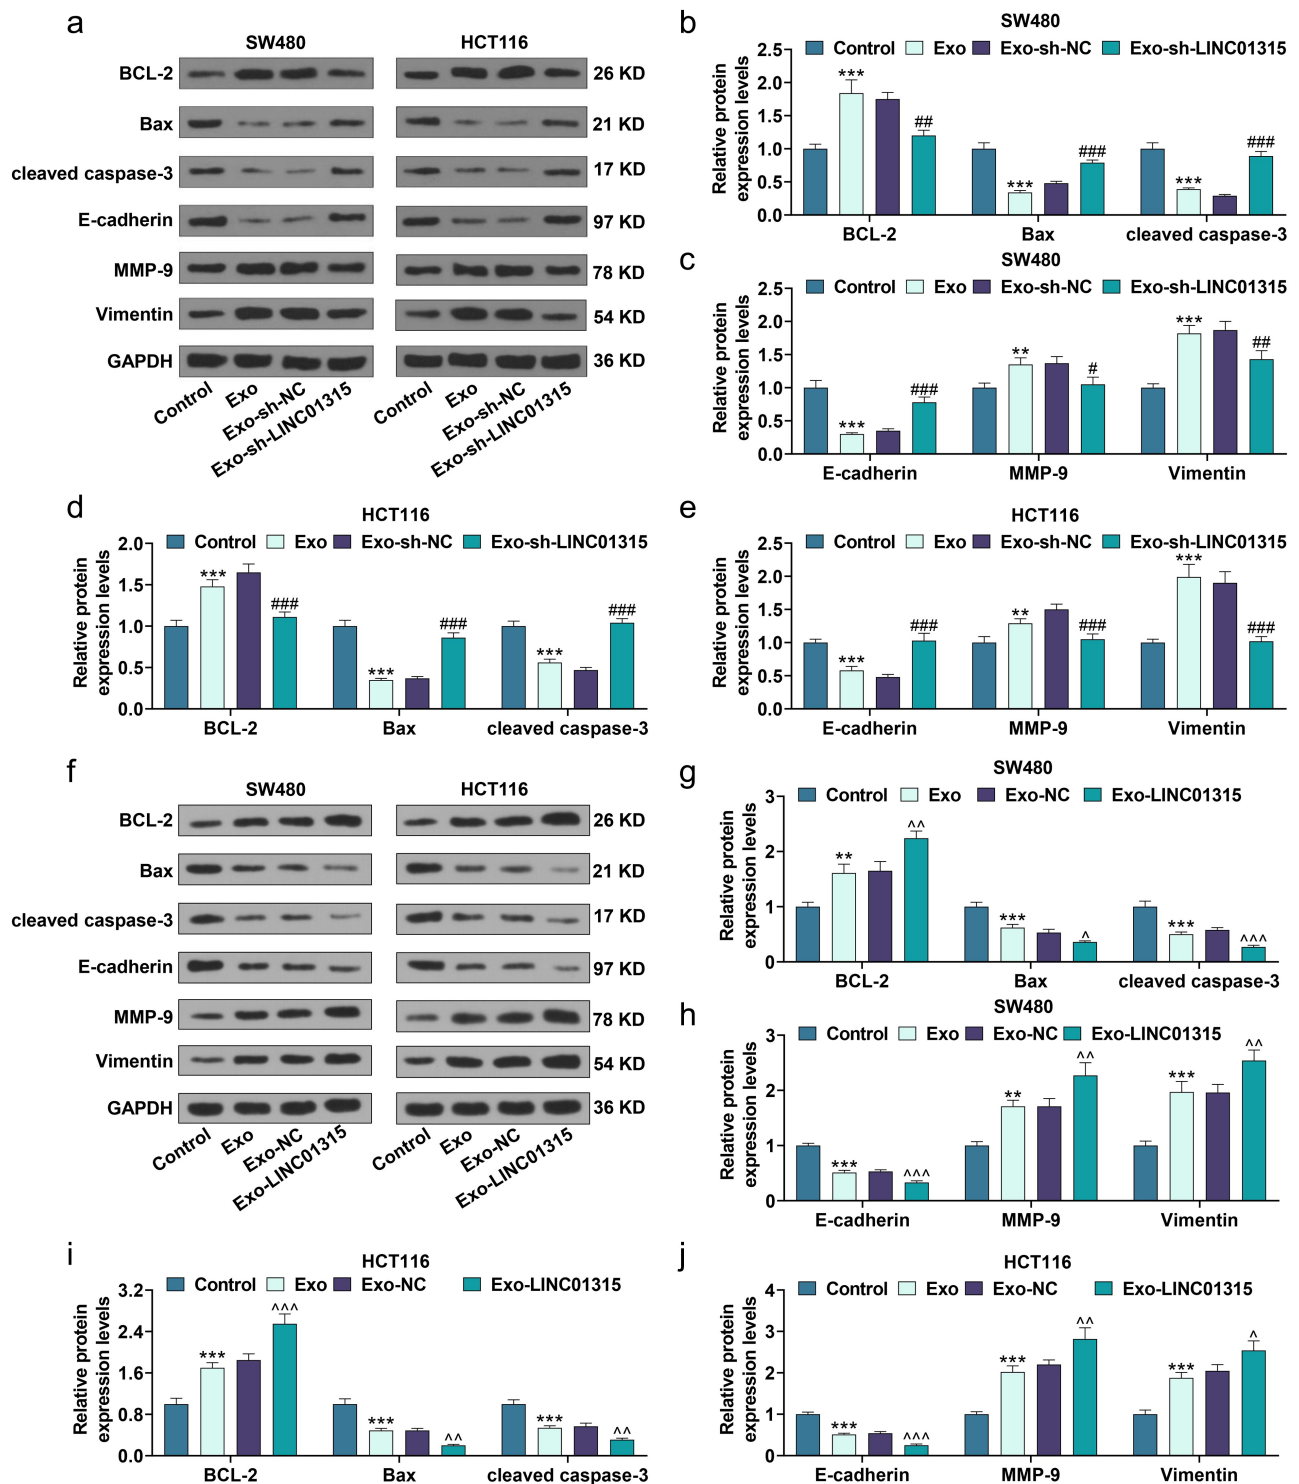 a
SW480
HCT116
BCL-2
26 KD
Bax
21 KD
cleaved caspase-3
17 KD
E-cadherin
97 KD
MMP-9
78 KD
Vimentin
54 KD
GAPDH
36 KD
Control
Exo
Exo-sh-NC
Exo-sh-LINC01315
Control
Exo
Exo-sh-NC
Exo-sh-LINC01315
b
SW480
Control Exo Exo-sh-NC Exo-sh-LINC01315
Relative protein
expression levels
2.5
2.0
1.5
1.0
0.5
0.0
***
##
***
###
***
###
BCL-2 Bax cleaved caspase-3
c
SW480
Control Exo Exo-sh-NC Exo-sh-LINC01315
Relative protein
expression levels
2.5
2.0
1.5
1.0
0.5
0.0
***
###
**
#
***
##
E-cadherin MMP-9 Vimentin
d
HCT116
Control Exo Exo-sh-NC Exo-sh-LINC01315
Relative protein
expression levels
2.0
1.5
1.0
0.5
0.0
***
###
***
###
***
###
BCL-2 Bax cleaved caspase-3
e
HCT116
Control Exo Exo-sh-NC Exo-sh-LINC01315
Relative protein
expression levels
2.5
2.0
1.5
1.0
0.5
0.0
***
###
**
###
***
###
E-cadherin MMP-9 Vimentin
f
SW480
HCT116
BCL-2
26 KD
Bax
21 KD
cleaved caspase-3
17 KD
E-cadherin
97 KD
MMP-9
78 KD
Vimentin
54 KD
GAPDH
36 KD
Control
Exo
Exo-NC
Exo-LINC01315
Control
Exo
Exo-NC
Exo-LINC01315
g
SW480
Control Exo Exo-NC Exo-LINC01315
Relative protein
expression levels
3
2
1
0
**
^^
***
^
***
^^^
BCL-2 Bax cleaved caspase-3
h
SW480
Control Exo Exo-NC Exo-LINC01315
Relative protein
expression levels
3
2
1
0
***
^^^
**
^^
***
^^
E-cadherin MMP-9 Vimentin
i
HCT116
Control Exo Exo-NC Exo-LINC01315
Relative protein
expression levels
3.2
2.4
1.6
0.8
0.0
***
^^^
***
^^
***
^^
BCL-2 Bax cleaved caspase-3
j
HCT116
Control Exo Exo-NC Exo-LINC01315
Relative protein
expression levels
4
3
2
1
0
***
^^^
***
^^
***
^
E-cadherin MMP-9 Vimentin